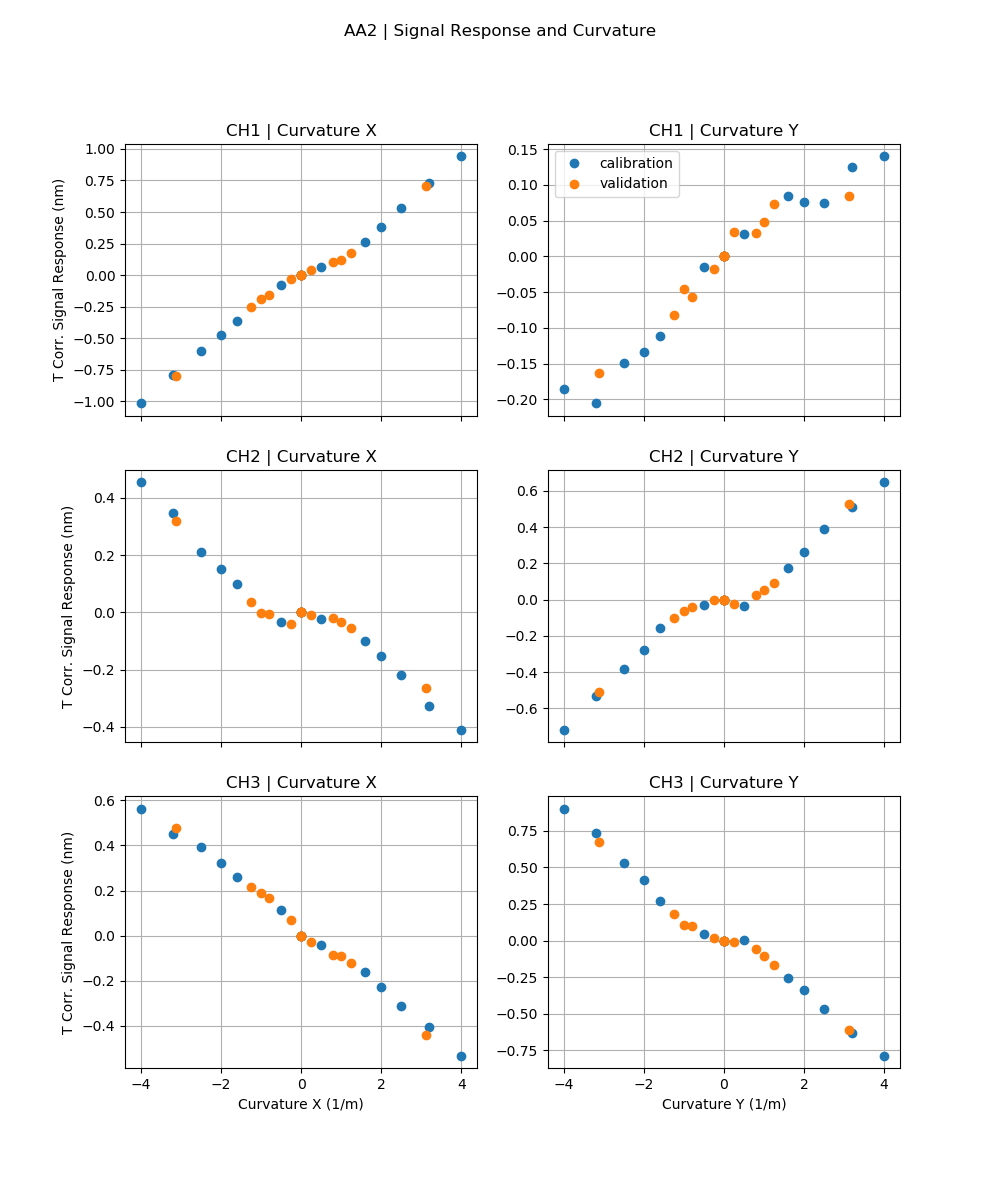 AA2 | Signal Response and Curvature
CH1 | Curvature X
CH1 | Curvature Y
T Corr. Signal Response (nm)
1.00
0.75
0.50
0.25
0.00
−0.25
−0.50
−0.75
−1.00
0.15
0.10
0.05
0.00
−0.05
−0.10
−0.15
−0.20
calibration
validation
CH2 | Curvature X
CH2 | Curvature Y
T Corr. Signal Response (nm)
0.4
0.2
0.0
−0.2
−0.4
0.6
0.4
0.2
0.0
−0.2
−0.4
−0.6
CH3 | Curvature X
CH3 | Curvature Y
T Corr. Signal Response (nm)
0.6
0.4
0.2
0.0
−0.2
−0.4
0.75
0.50
0.25
0.00
−0.25
−0.50
−0.75
−4 −2 0 2 4
−4 −2 0 2 4
Curvature X (1/m)
Curvature Y (1/m)